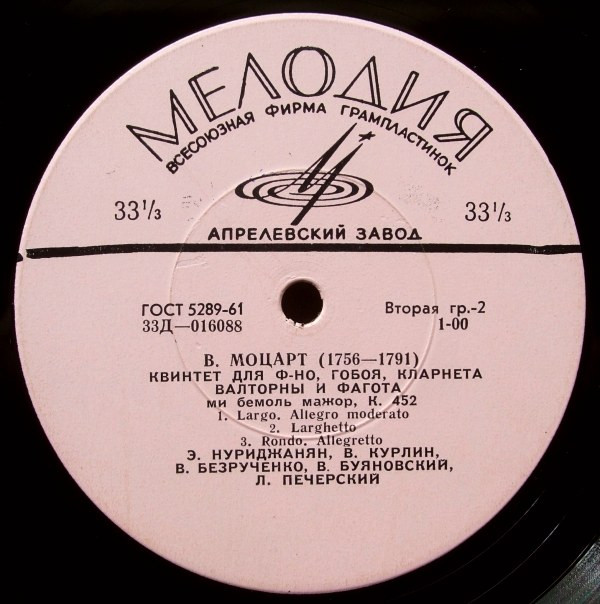 МЕЛОДИЯ
ВСЕСОЮЗНАЯ ФИРМА ГРАМПЛАСТИНОК
33⅓ 33⅓
АПРЕЛЕВСКИЙ ЗАВОД
ГОСТ 5289-61 Вторая гр.-2
33Д—016088 1-00
В. МОЦАРТ (1756—1791)
КВИНТЕТ ДЛЯ Ф-НО, ГОБОЯ, КЛАРНЕТА
ВАЛТОРНЫ И ФАГОТА
ми бемоль мажор, К. 452
1. Largo. Allegro moderato
2. Larghetto
3. Rondo. Allegretto
Э. НУРИДЖАНЯН, В. КУРЛИН,
В. БЕЗРУЧЕНКО, В. БУЯНОВСКИЙ,
Л. ПЕЧЕРСКИЙ